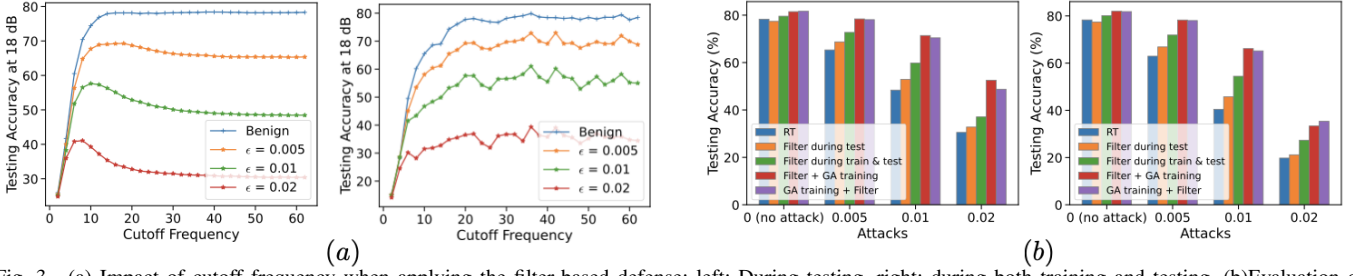 Testing Accuracy at 18 dB
80
70
60
50
40
30
0 10 20 30 40 50 60
Cutoff Frequency
Benign
ϵ = 0.005
ϵ = 0.01
ϵ = 0.02
Testing Accuracy at 18 dB
80
70
60
50
40
30
20
0 10 20 30 40 50 60
Cutoff Frequency
Benign
ϵ = 0.005
ϵ = 0.01
ϵ = 0.02
(a)
Testing Accuracy (%)
80
60
40
20
0
0 (no attack) 0.005 0.01 0.02
Attacks
RT
Filter during test
Filter during train & test
Filter + GA training
GA training + Filter
Testing Accuracy (%)
80
60
40
20
0
0 (no attack) 0.005 0.01 0.02
Attacks
RT
Filter during test
Filter during train & test
Filter + GA training
GA training + Filter
(b)
Fig. 3. (a) Impact of cutoff frequency when applying the filter-based defense: left: During testing, right: during both training and testing. (b)Evaluation